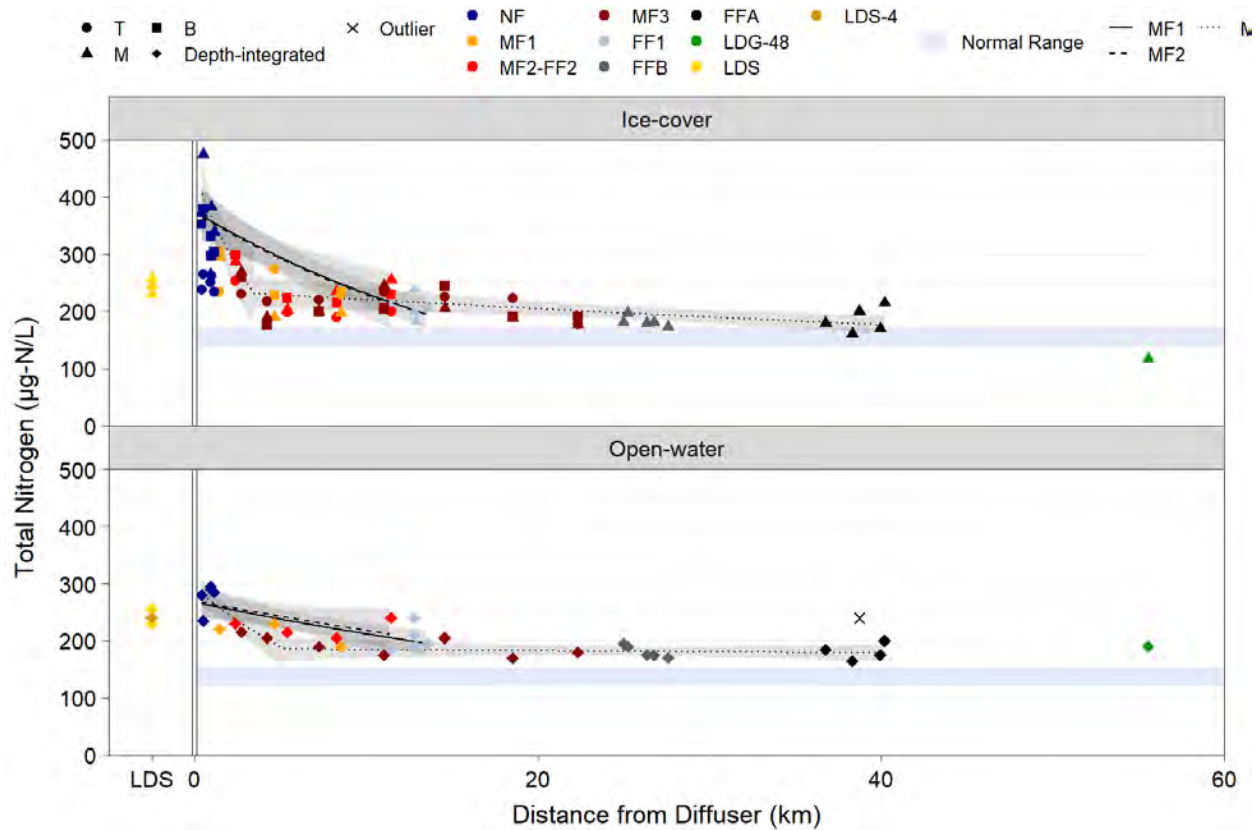 T B Outlier NF MF3 FFA LDS-4 MF1
MF1 FF1 LDG-48 Normal Range
M Depth-integrated MF2-FF2 FFB LDS MF2
Ice-cover
500
400
300
200
100
0
Open-water
500
400
300
200
100
0
Total Nitrogen (µg-N/L)
LDS 0 20 40 60
Distance from Diffuser (km)